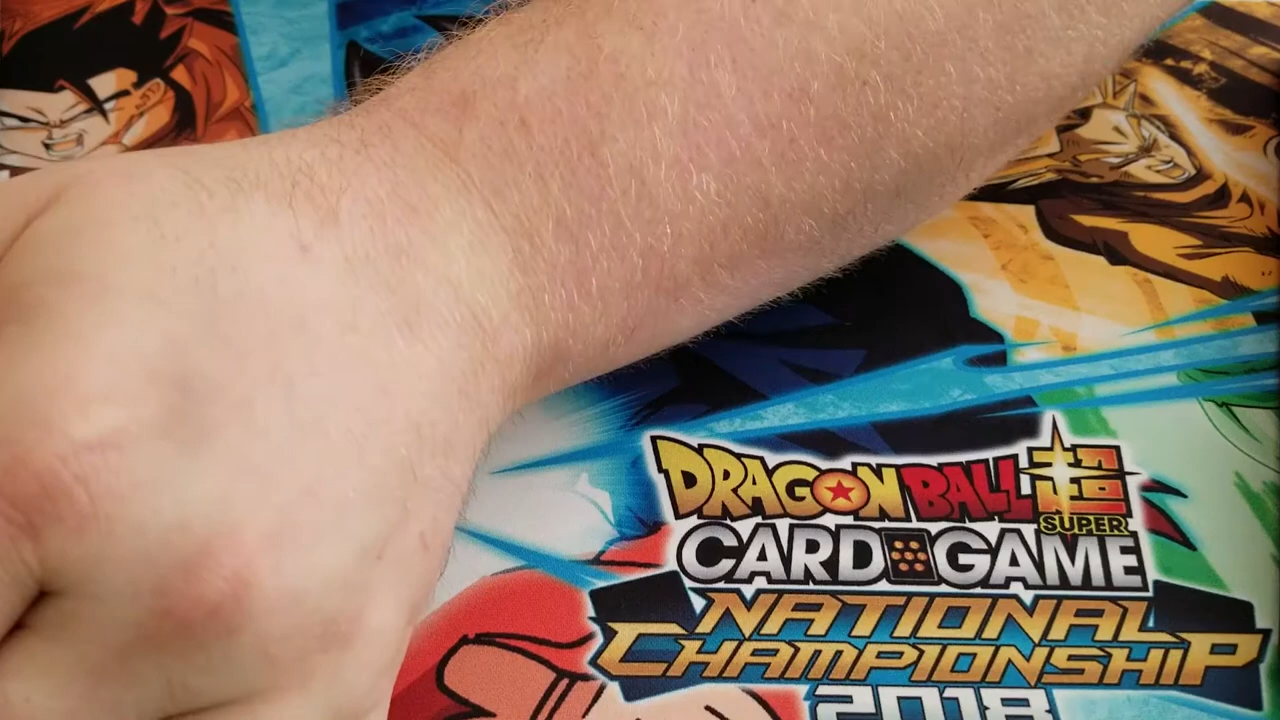 DRAGON BALL
SUPER
CARD GAME
NATIONAL
CHAMPIONSHIP
2018